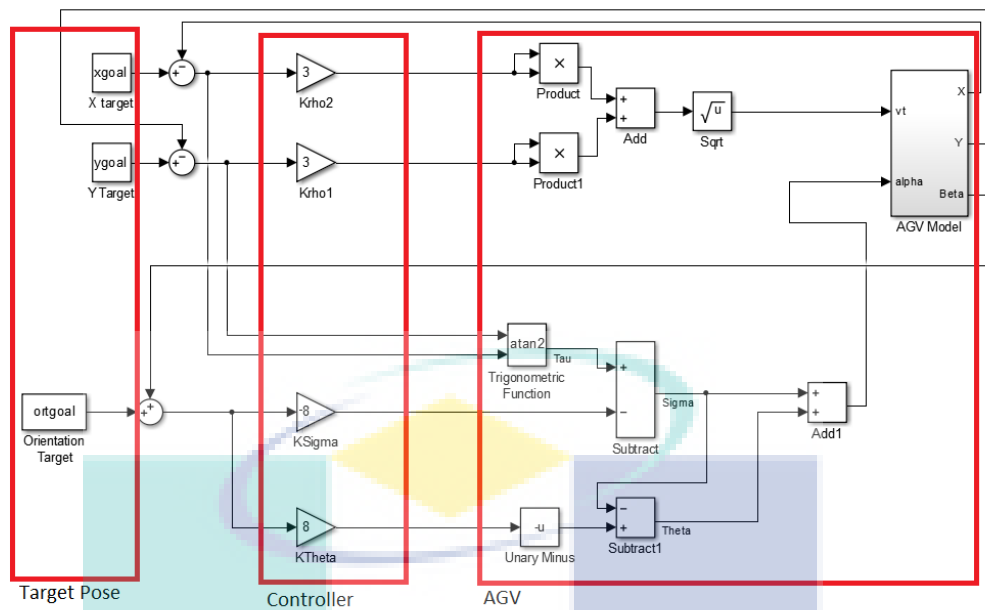 xgoal
X target
ygoal
Y Target
ortgoal
Orientation
Target
Target Pose
+
−
+
−
+
+
3
Krho2
3
Krho1
-8
KSigma
8
KTheta
Controller
×
Product
×
Product1
+
+
Add
√u
Sqrt
vt
alpha
X
Y
Beta
AGV Model
atan2
Tau
Trigonometric
Function
+
−
Sigma
Subtract
+
+
Add1
-u
Unary Minus
−
+
Theta
Subtract1
AGV